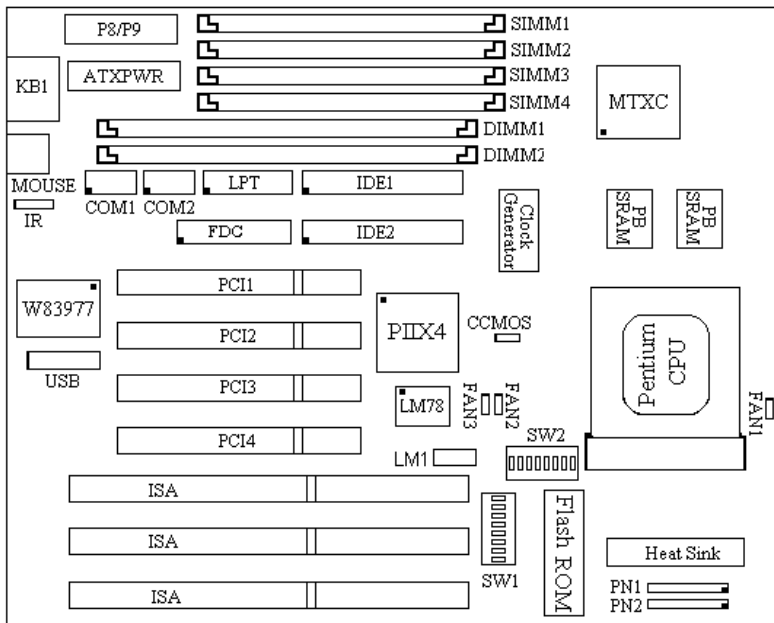 P8/P9
SIMM1
SIMM2
ATXPWR
SIMM3
KB1
SIMM4
MTXC
DIMM1
DIMM2
MOUSE
LPT
IDE1
COM1
COM2
IR
Clock
Generator
PB
SRAM
PB
SRAM
FDC
IDE2
PCI1
W83977
PIIX4
CCMOS
PCI2
Pentium
CPU
USB
PCI3
LM78
FAN3
FAN2
FAN1
SW2
PCI4
LM1
ISA
Flash ROM
ISA
Heat Sink
SW1
PN1
ISA
PN2